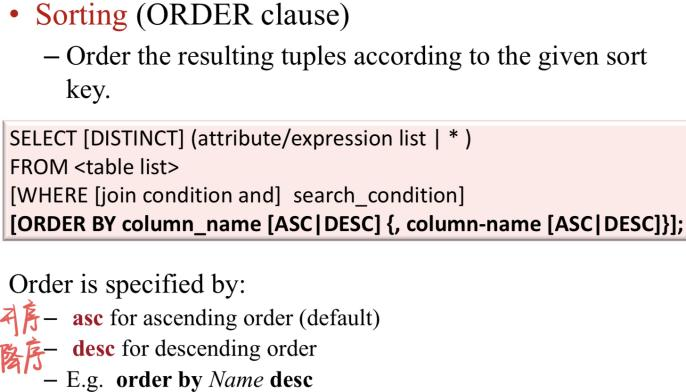 • Sorting (ORDER clause)
– Order the resulting tuples according to the given sort
key.
SELECT [DISTINCT] (attribute/expression list | * )
FROM <table list>
[WHERE [join condition and]  search_condition]
[ORDER BY column_name [ASC|DESC] {, column-name [ASC|DESC]}];
Order is specified by:
升序 – asc for ascending order (default)
降序 – desc for descending order
– E.g. order by Name desc